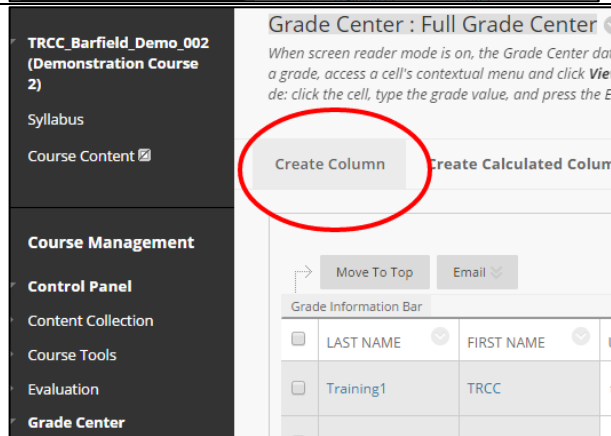 TRCC_Barfield_Demo_002
(Demonstration Course
2)
Syllabus
Course Content
Course Management
Control Panel
Content Collection
Course Tools
Evaluation
Grade Center
Grade Center : Full Grade Center
When screen reader mode is on, the Grade Center
a grade, access a cell's contextual menu and click
de: click the cell, type the grade value, and press the
Create Column
Create Calculated
Move To Top
Email
Grade Information Bar
LAST NAME
FIRST NAME
Training1
TRCC